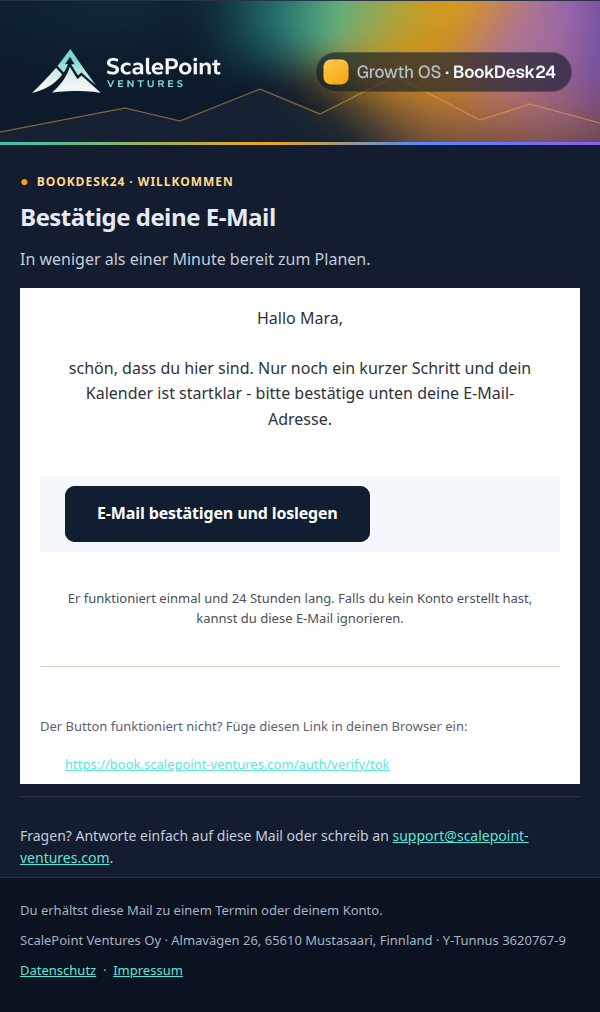 ScalePoint
VENTURES
Growth OS · BookDesk24
BOOKDESK24 · WILLKOMMEN
Bestätige deine E-Mail
In weniger als einer Minute bereit zum Planen.
Hallo Mara,
schön, dass du hier sind. Nur noch ein kurzer Schritt und dein
Kalender ist startklar - bitte bestätige unten deine E-Mail-
Adresse.
E-Mail bestätigen und loslegen
Er funktioniert einmal und 24 Stunden lang. Falls du kein Konto erstellt hast,
kannst du diese E-Mail ignorieren.
Der Button funktioniert nicht? Füge diesen Link in deinen Browser ein:
https://book.scalepoint-ventures.com/auth/verify/tok
Fragen? Antworte einfach auf diese Mail oder schreib an support@scalepoint-
ventures.com.
Du erhältst diese Mail zu einem Termin oder deinem Konto.
ScalePoint Ventures Oy · Almavägen 26, 65610 Mustasaari, Finnland · Y-Tunnus 3620767-9
Datenschutz · Impressum